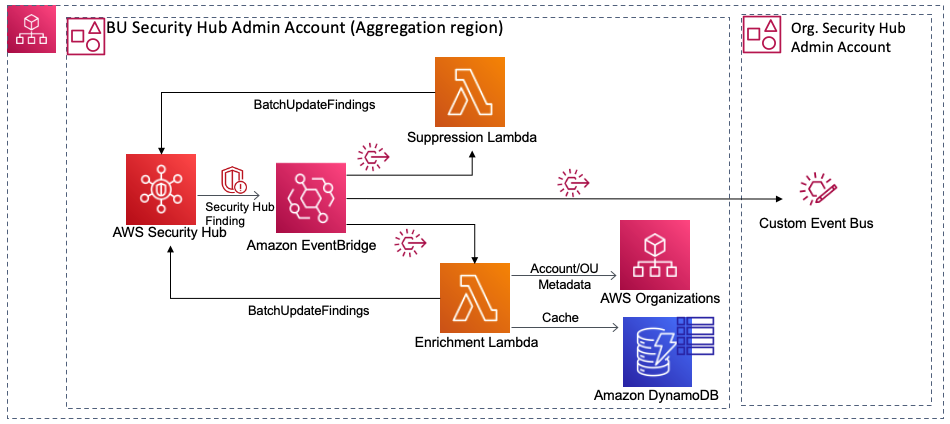 BU Security Hub Admin Account (Aggregation region)
Org. Security Hub
Admin Account
BatchUpdateFindings
Suppression Lambda
Security Hub
Finding
AWS Security Hub
Amazon EventBridge
Custom Event Bus
Account/OU
Metadata
AWS Organizations
BatchUpdateFindings
Cache
Enrichment Lambda
Amazon DynamoDB